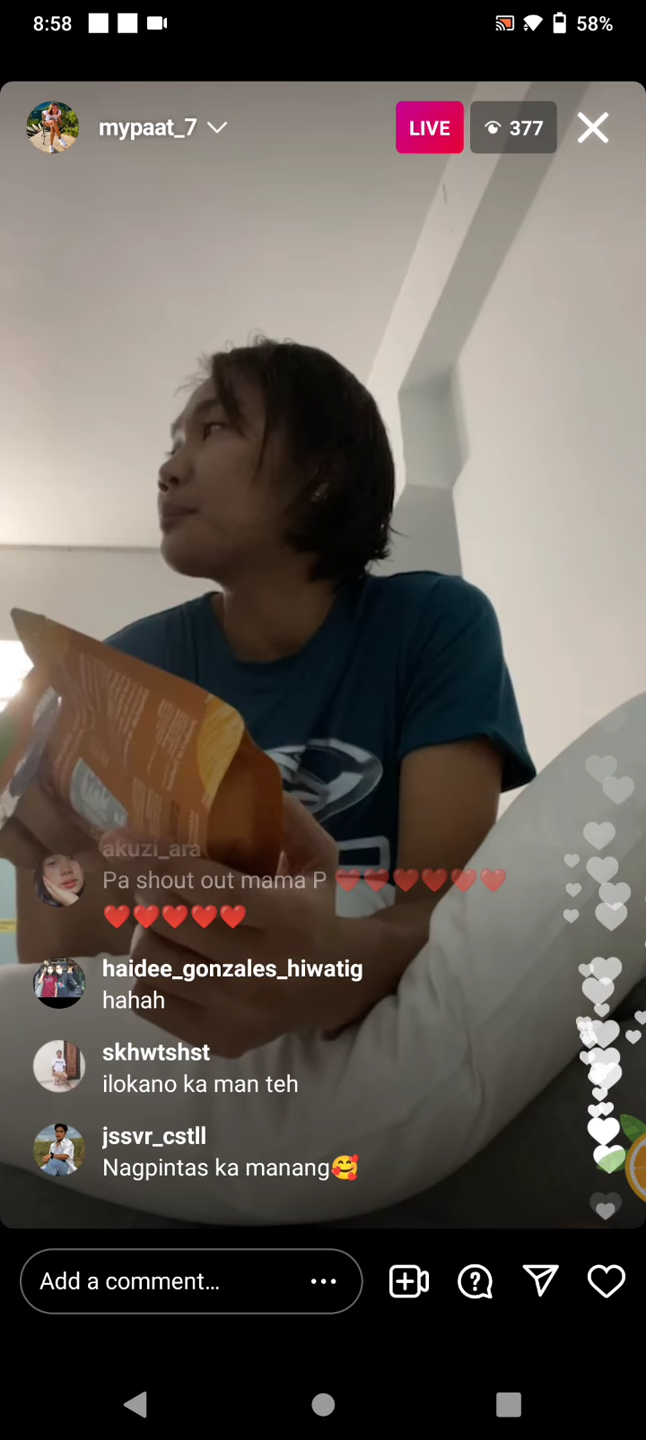 8:58
58%
mypaat_7
LIVE
377
akuzi_ara
Pa shout out mama P ❤️❤️❤️❤️❤️❤️
❤️❤️❤️❤️❤️
haidee_gonzales_hiwatig
hahah
skhwtshst
ilokano ka man teh
jssvr_cstll
Nagpintas ka manang🥰
Add a comment...